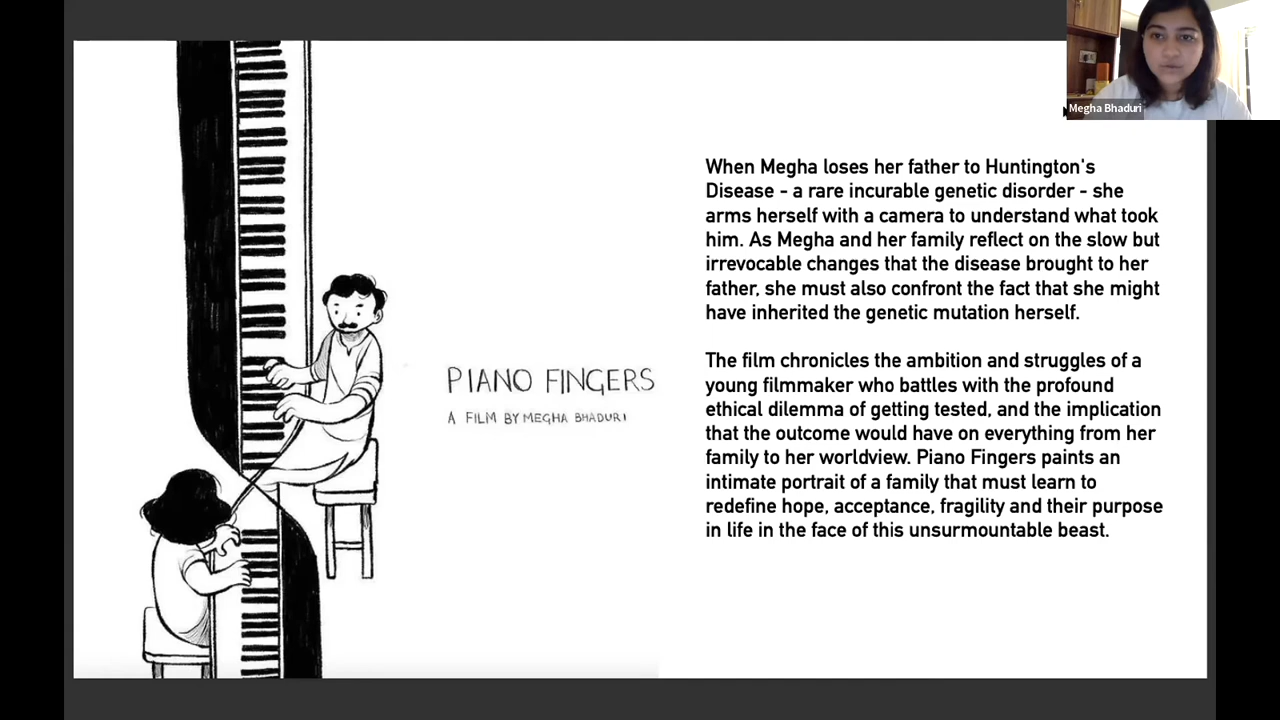 Megha Bhaduri
PIANO FINGERS
A FILM BY MEGHA BHADURI
When Megha loses her father to Huntington's
Disease - a rare incurable genetic disorder - she
arms herself with a camera to understand what took
him. As Megha and her family reflect on the slow but
irrevocable changes that the disease brought to her
father, she must also confront the fact that she might
have inherited the genetic mutation herself.
The film chronicles the ambition and struggles of a
young filmmaker who battles with the profound
ethical dilemma of getting tested, and the implication
that the outcome would have on everything from her
family to her worldview. Piano Fingers paints an
intimate portrait of a family that must learn to
redefine hope, acceptance, fragility and their purpose
in life in the face of this unsurmountable beast.